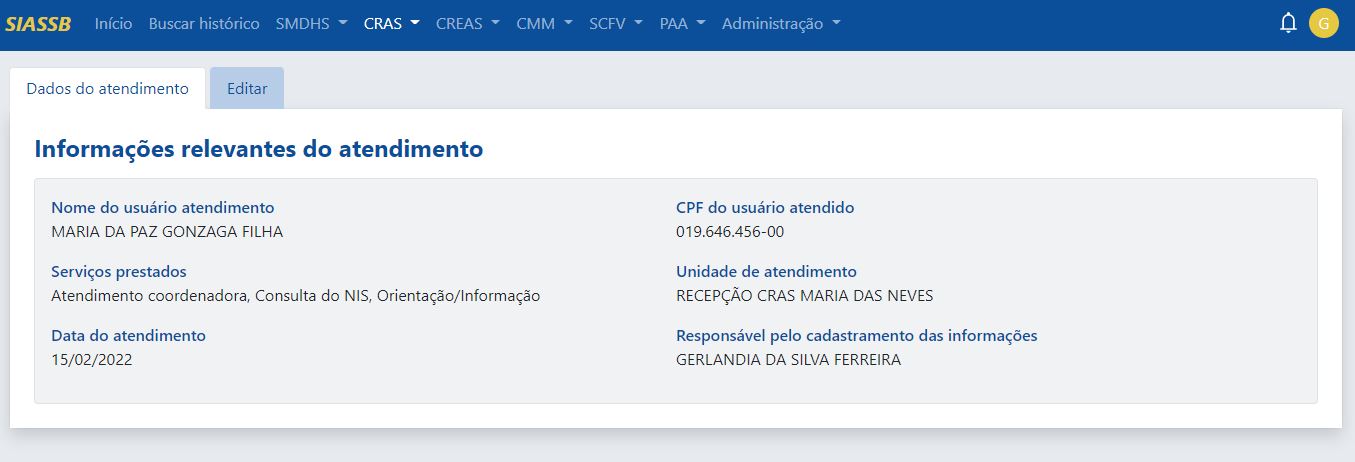 SIASSB Início Buscar histórico SMDHS CRAS CREAS CMM SCFV PAA Administração G
Dados do atendimento Editar
Informações relevantes do atendimento
Nome do usuário atendimento CPF do usuário atendido
MARIA DA PAZ GONZAGA FILHA 019.646.456-00
Serviços prestados Unidade de atendimento
Atendimento coordenadora, Consulta do NIS, Orientação/Informação RECEPÇÃO CRAS MARIA DAS NEVES
Data do atendimento Responsável pelo cadastramento das informações
15/02/2022 GERLANDIA DA SILVA FERREIRA